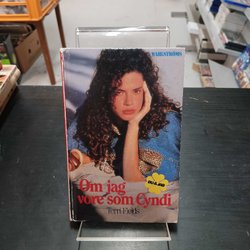 B WAHLSTRÖMS
Om jag
vore som Cyndi
Terri Fields